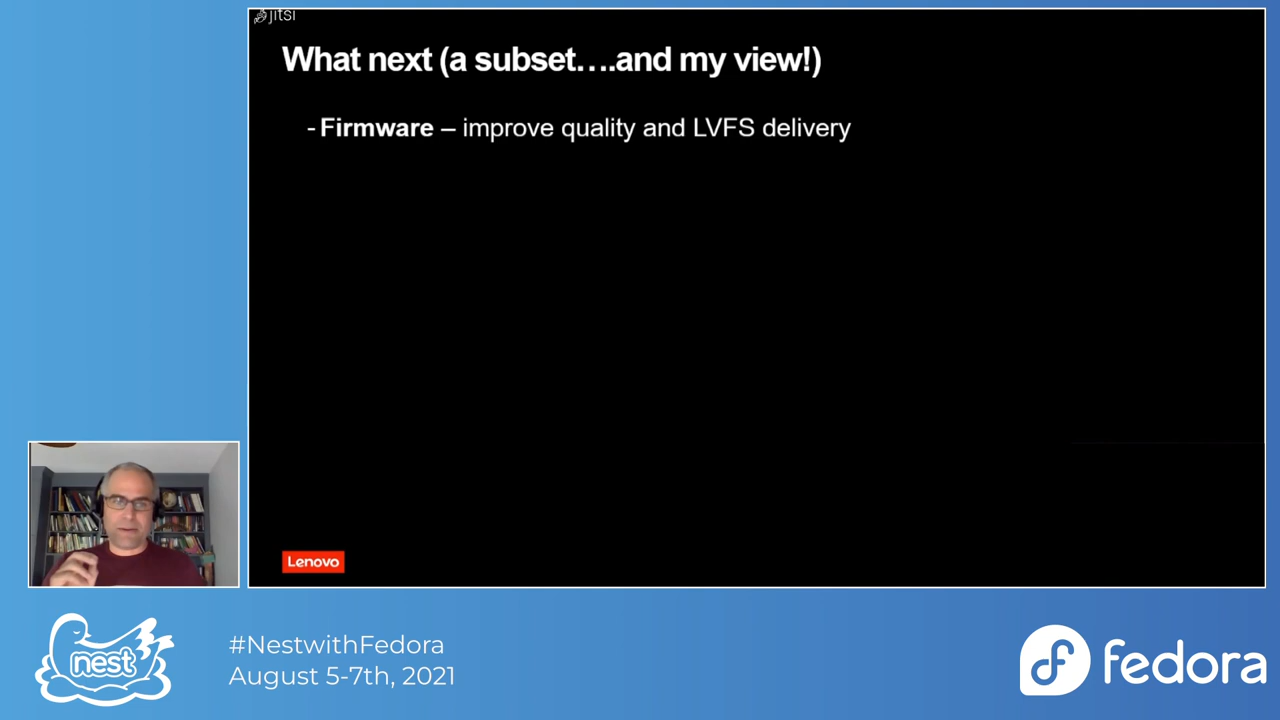 jitsi
What next (a subset….and my view!)
- Firmware – improve quality and LVFS delivery
Lenovo
nest
#NestwithFedora
August 5-7th, 2021
fedora